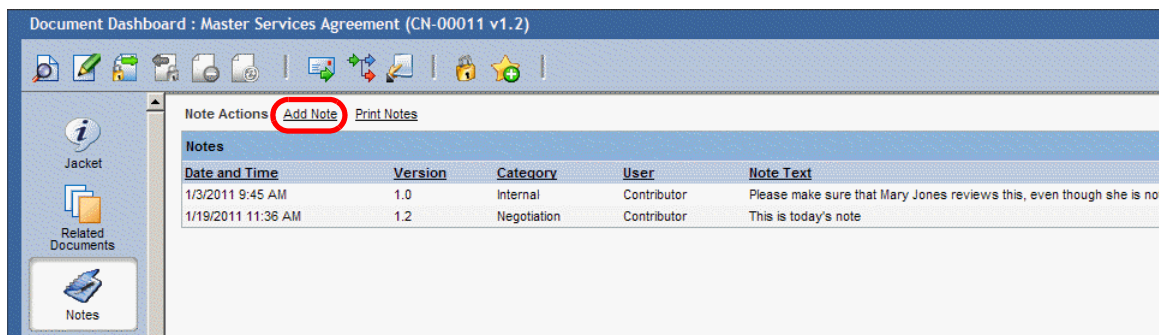 Document Dashboard : Master Services Agreement (CN-00011 v1.2)
Note Actions Add Note Print Notes
Jacket
Related
Documents
Notes
Notes
Date and Time Version Category User Note Text
1/3/2011 9:45 AM 1.0 Internal Contributor Please make sure that Mary Jones reviews this, even though she is no
1/19/2011 11:36 AM 1.2 Negotiation Contributor This is today's note